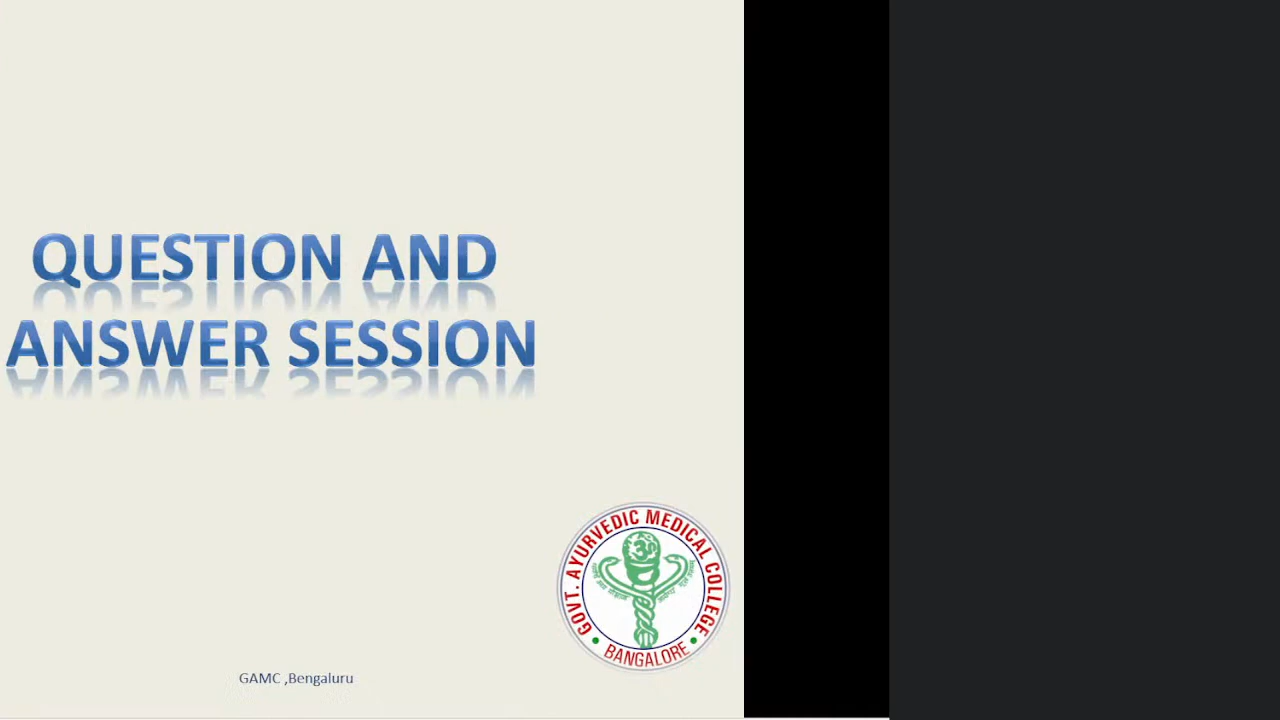 QUESTION AND
ANSWER SESSION
GOVT. AYURVEDIC MEDICAL COLLEGE
BANGALORE
GAMC ,Bengaluru